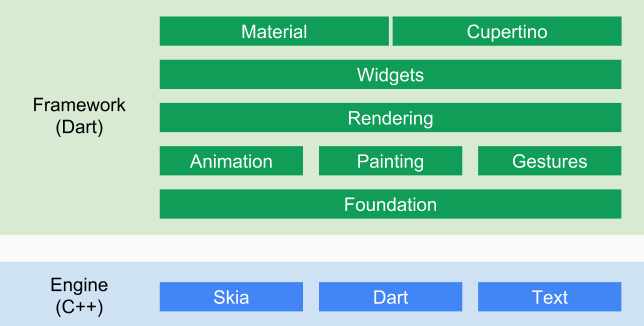 Material
Cupertino
Widgets
Framework
(Dart)
Rendering
Animation
Painting
Gestures
Foundation
Engine
(C++)
Skia
Dart
Text